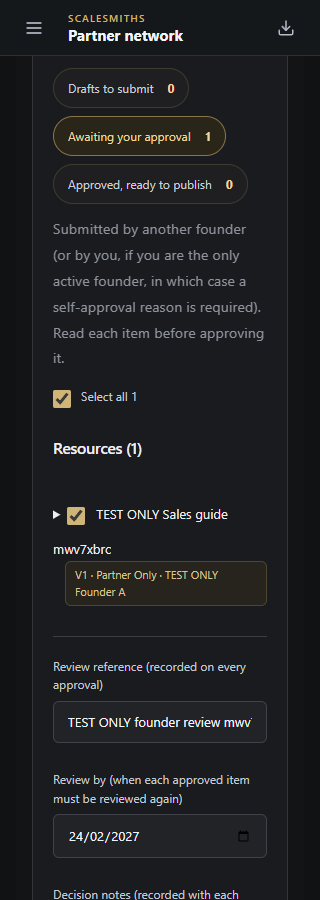 SCALESMITHS
Partner network
Drafts to submit 0
Awaiting your approval 1
Approved, ready to publish 0
Submitted by another founder
(or by you, if you are the only
active founder, in which case a
self-approval reason is required).
Read each item before approving
it.
Select all 1
Resources (1)
TEST ONLY Sales guide
mwv7xbrc
V1 · Partner Only · TEST ONLY
Founder A
Review reference (recorded on every
approval)
TEST ONLY founder review mwv
Review by (when each approved item
must be reviewed again)
24/02/2027
Decision notes (recorded with each